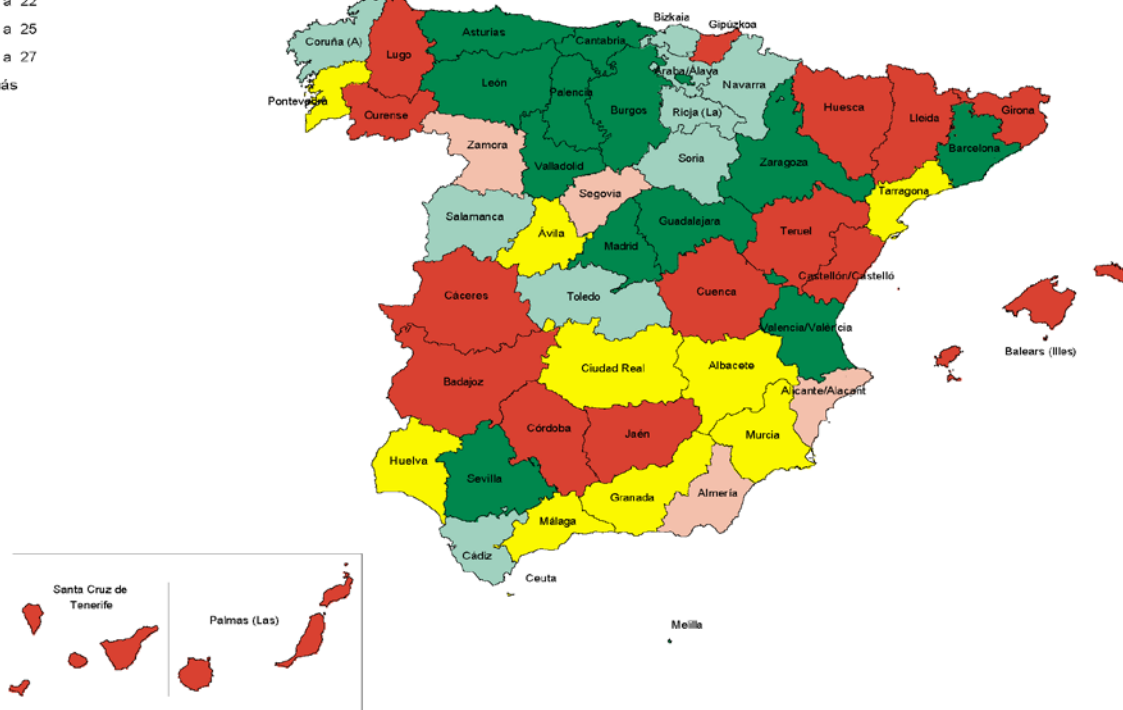 a 22
a 25
a 27
ás
Bizkaia
Gipúzkoa
Coruña (A)
Lugo
Asturias
Cantabria
Araba/Álava
Navarra
León
Palencia
Burgos
Rioja (La)
Pontevedra
Ourense
Huesca
Lleida
Girona
Barcelona
Zamora
Valladolid
Soria
Zaragoza
Segovia
Tarragona
Salamanca
Ávila
Madrid
Guadalajara
Teruel
Castellón/Castelló
Cáceres
Toledo
Cuenca
Valencia/València
Balears (Illes)
Badajoz
Ciudad Real
Albacete
Alicante/Alacant
Córdoba
Jaén
Murcia
Huelva
Sevilla
Granada
Almería
Málaga
Cádiz
Ceuta
Melilla
Santa Cruz de
Tenerife
Palmas (Las)